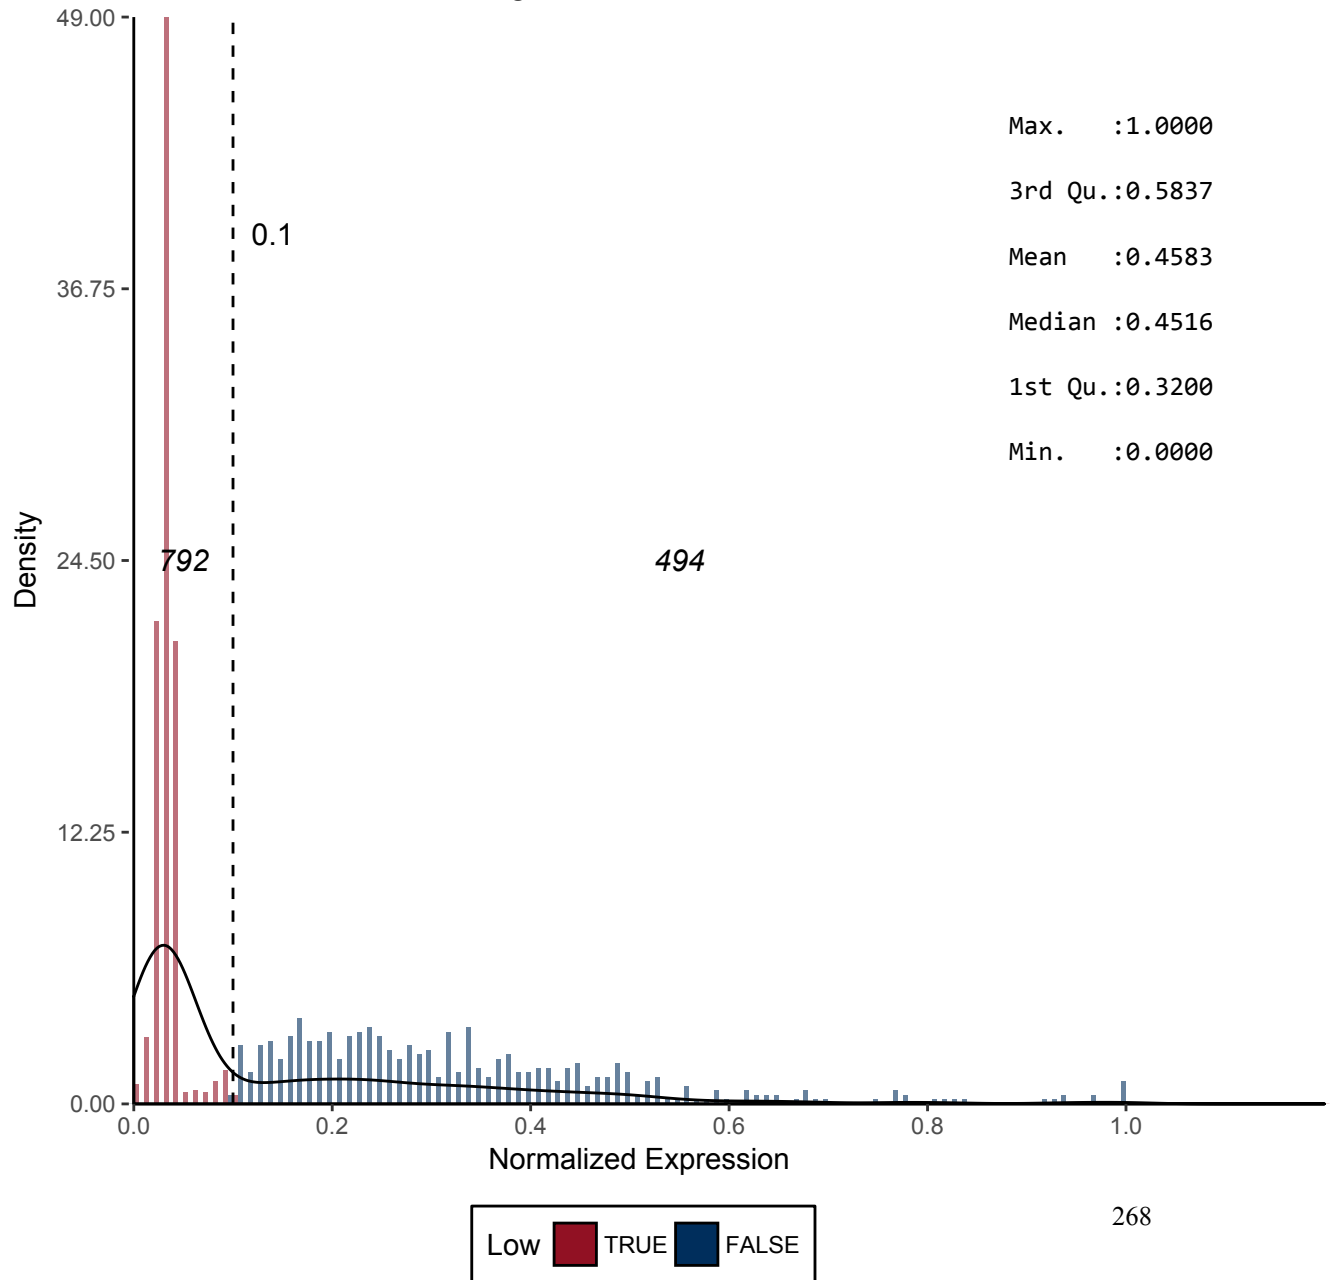 49.00
36.75
24.50
12.25
0.00
Density
0.1
792
494
Max.   :1.0000
3rd Qu.:0.5837
Mean   :0.4583
Median :0.4516
1st Qu.:0.3200
Min.   :0.0000
0.0 0.2 0.4 0.6 0.8 1.0
Normalized Expression
Low TRUE FALSE
268